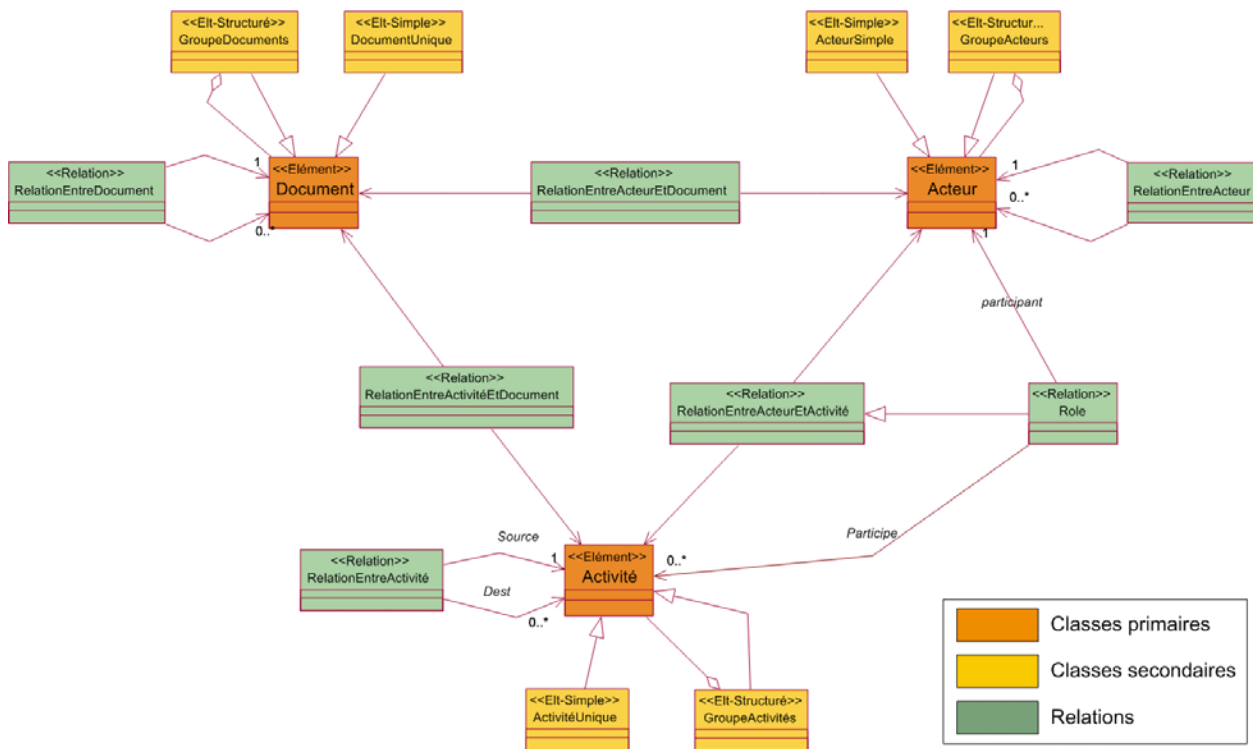 <<Elt-Structuré>>
GroupeDocuments
<<Elt-Simple>>
DocumentUnique
<<Elt-Simple>>
ActeurSimple
<<Elt-Structur...
GroupeActeurs
<<Relation>>
RelationEntreDocument
1
0..*
<<Elément>>
Document
<<Relation>>
RelationEntreActeurEtDocument
<<Elément>>
Acteur
1
0..*
1
<<Relation>>
RelationEntreActeur
participant
<<Relation>>
RelationEntreActivitéEtDocument
<<Relation>>
RelationEntreActeurEtActivité
<<Relation>>
Role
Source
Participe
<<Relation>>
RelationEntreActivité
1
Dest
0..*
<<Elément>>
Activité
0..*
<<Elt-Simple>>
ActivitéUnique
<<Elt-Structuré>>
GroupeActivités
Classes primaires
Classes secondaires
Relations